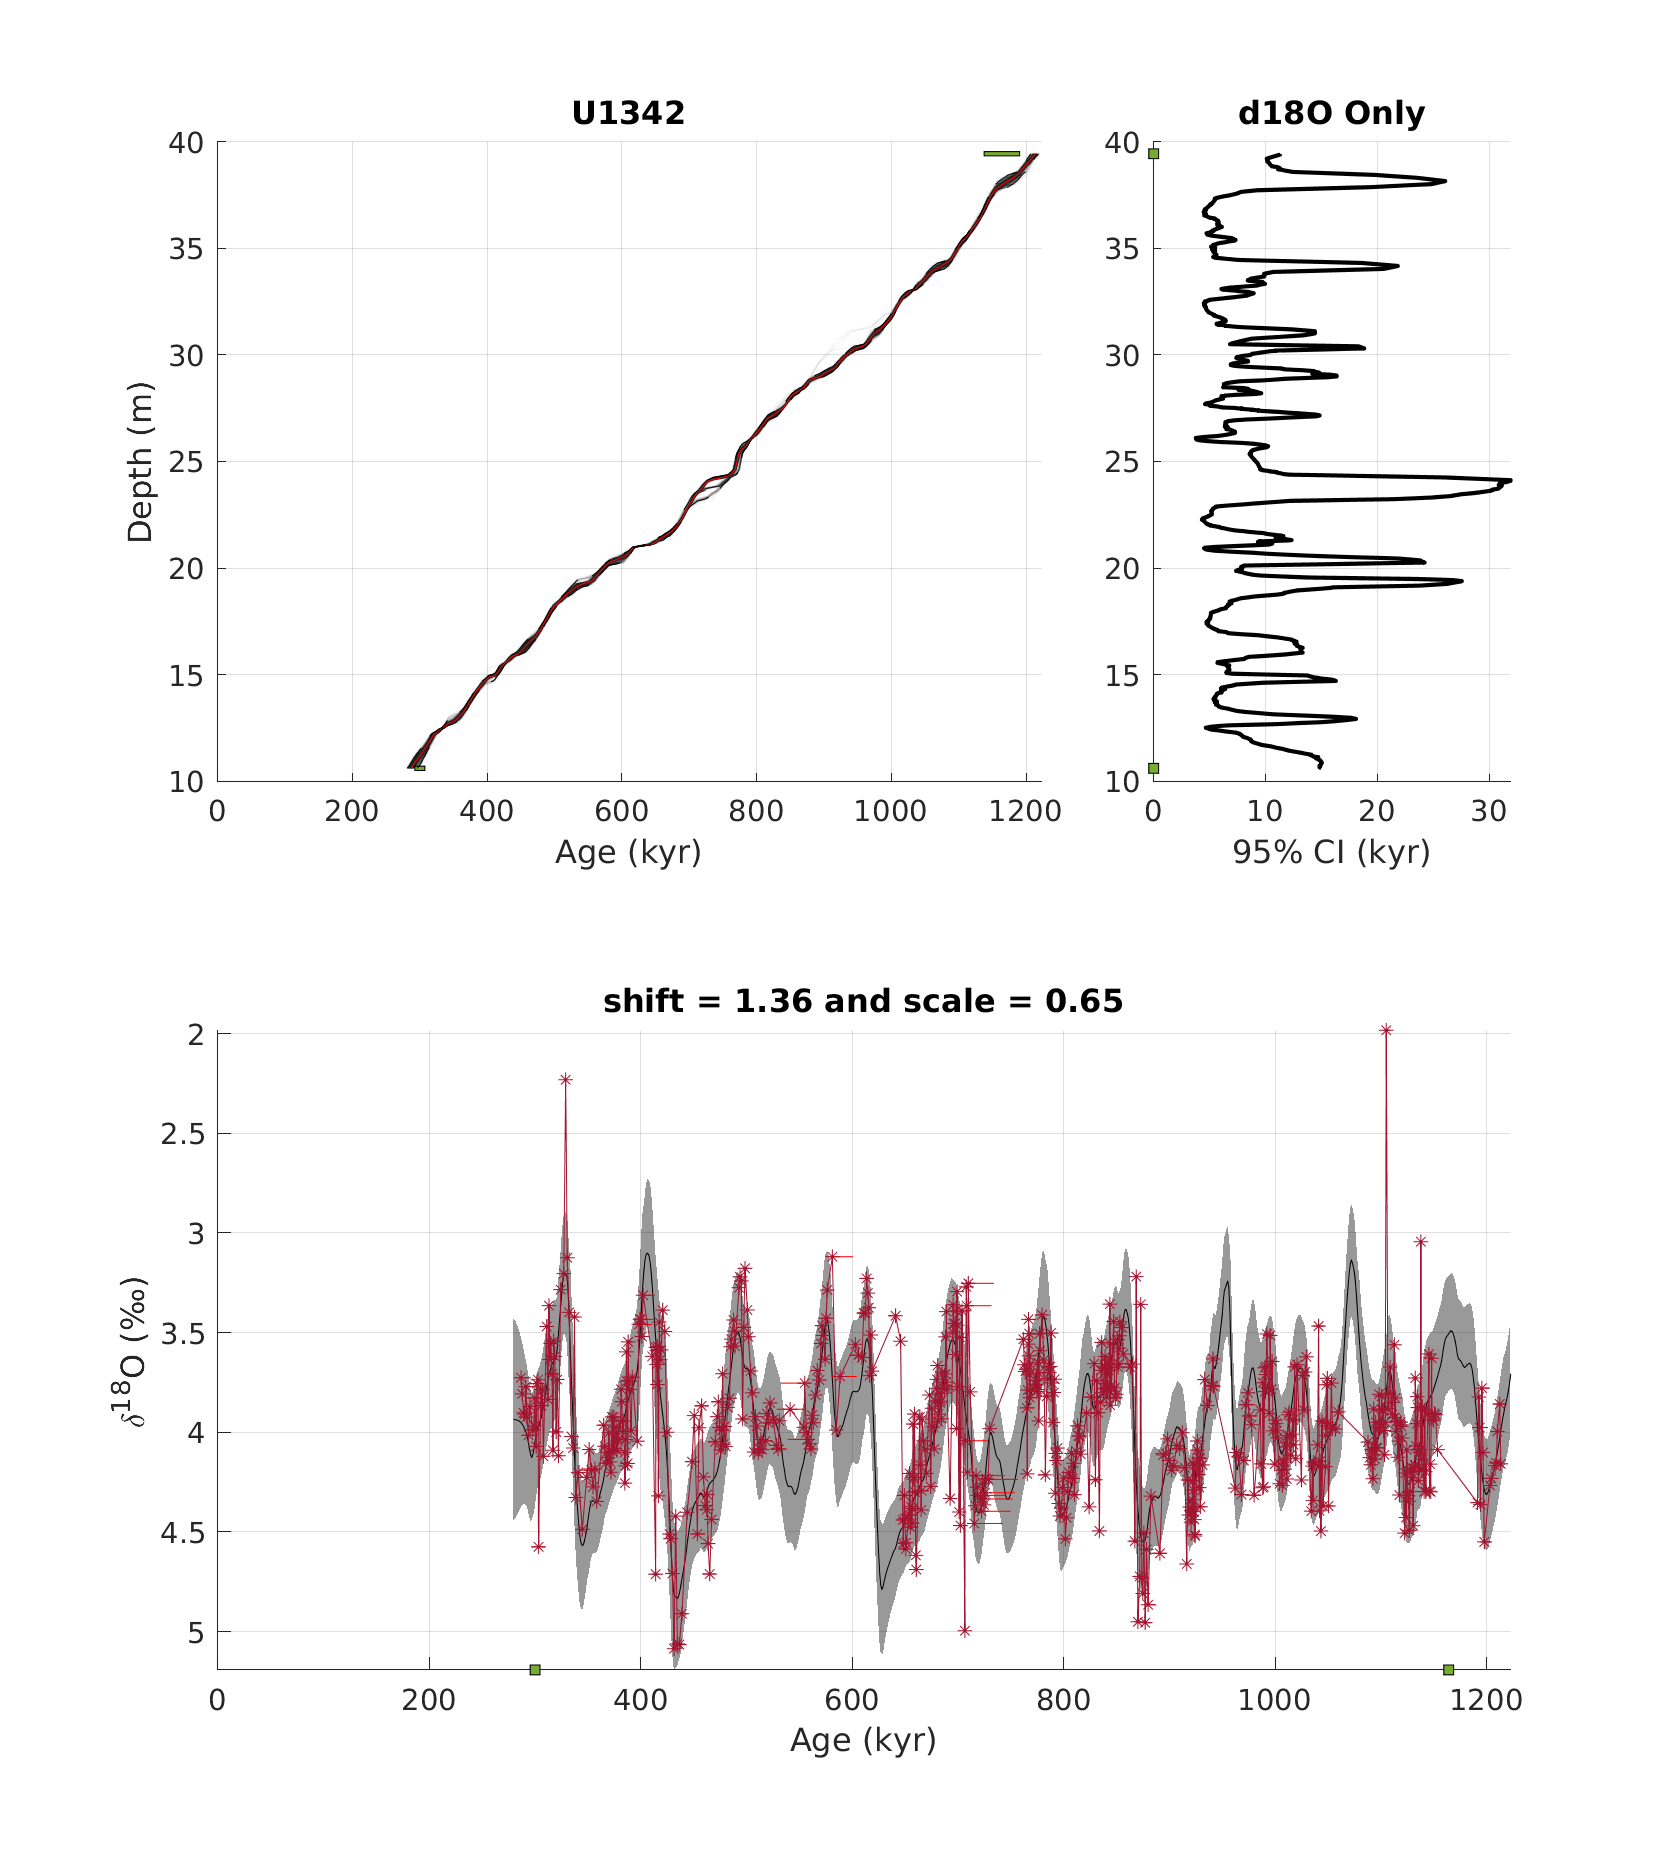 U1342
d18O Only
40
35
30
25
20
15
10
Depth (m)
0 200 400 600 800 1000 1200
Age (kyr)
40
35
30
25
20
15
10
0 10 20 30
95% CI (kyr)
shift = 1.36 and scale = 0.65
2
2.5
3
3.5
4
4.5
5
δ¹⁸O (‰)
0 200 400 600 800 1000 1200
Age (kyr)